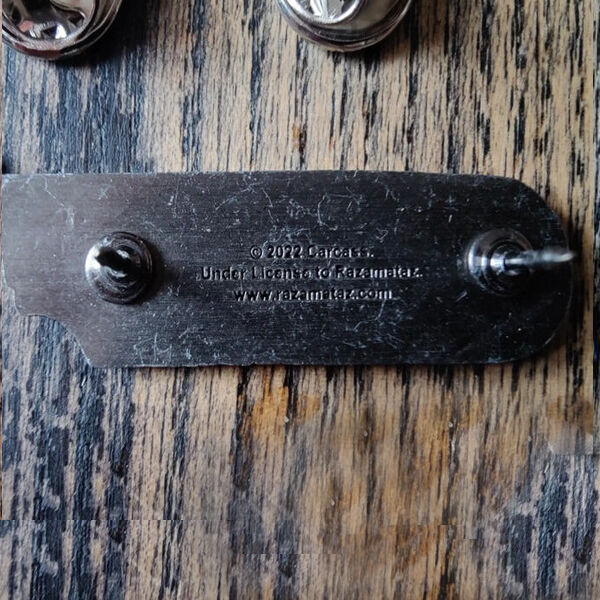 © 2022 Carcass.
Under License to Razamataz.
www.razamataz.com